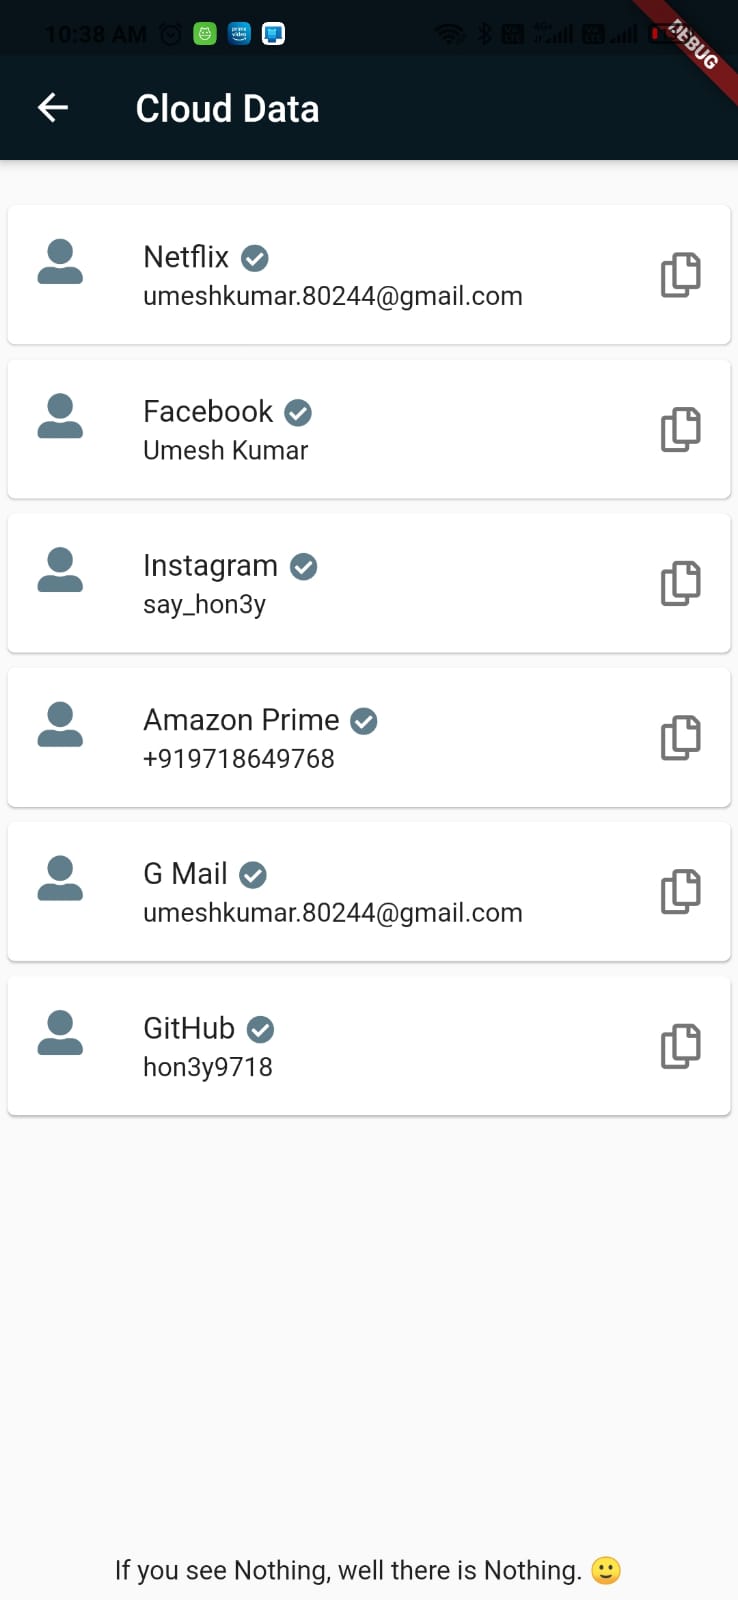 10:38 AM
DEBUG
Cloud Data
Netflix
umeshkumar.80244@gmail.com
Facebook
Umesh Kumar
Instagram
say_hon3y
Amazon Prime
+919718649768
G Mail
umeshkumar.80244@gmail.com
GitHub
hon3y9718
If you see Nothing, well there is Nothing. 🙂